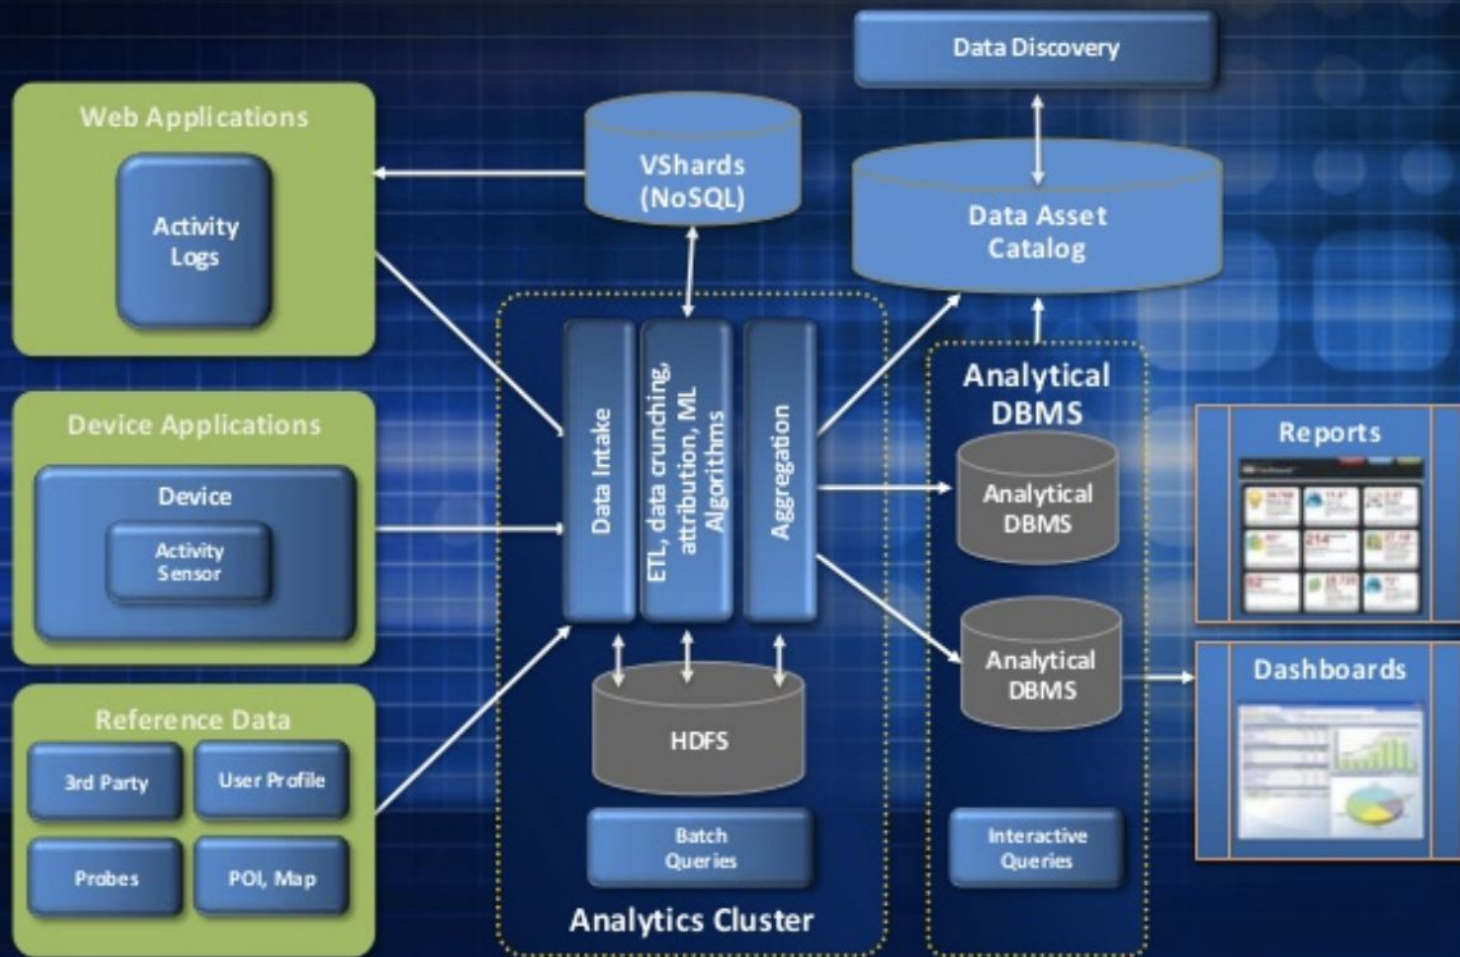 Data Discovery
Web Applications
Activity
Logs
VShards
(NoSQL)
Data Asset
Catalog
Device Applications
Device
Activity
Sensor
Reference Data
3rd Party
User Profile
Probes
POI, Map
Data Intake
ETL, data crunching,
attribution, ML
Algorithms
Aggregation
HDFS
Batch
Queries
Analytics Cluster
Analytical
DBMS
Analytical
DBMS
Analytical
DBMS
Interactive
Queries
Reports
Dashboards